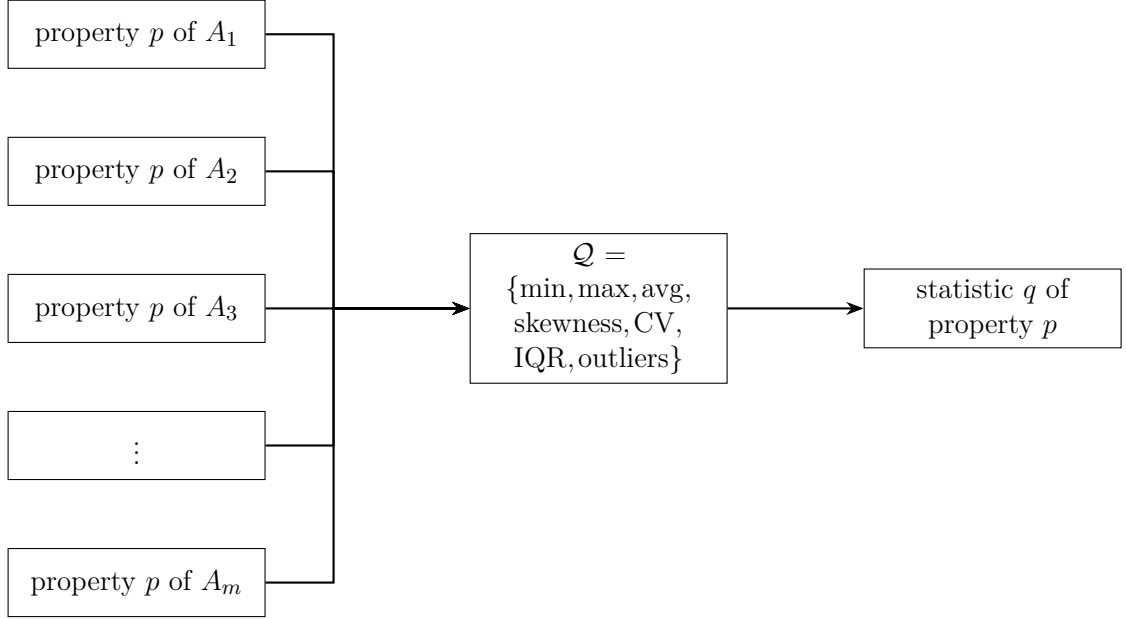 property p of A₁
property p of A₂
property p of A₃
⋮
property p of Aₘ
𝒬 =
{min, max, avg,
skewness, CV,
IQR, outliers}
statistic q of
property p